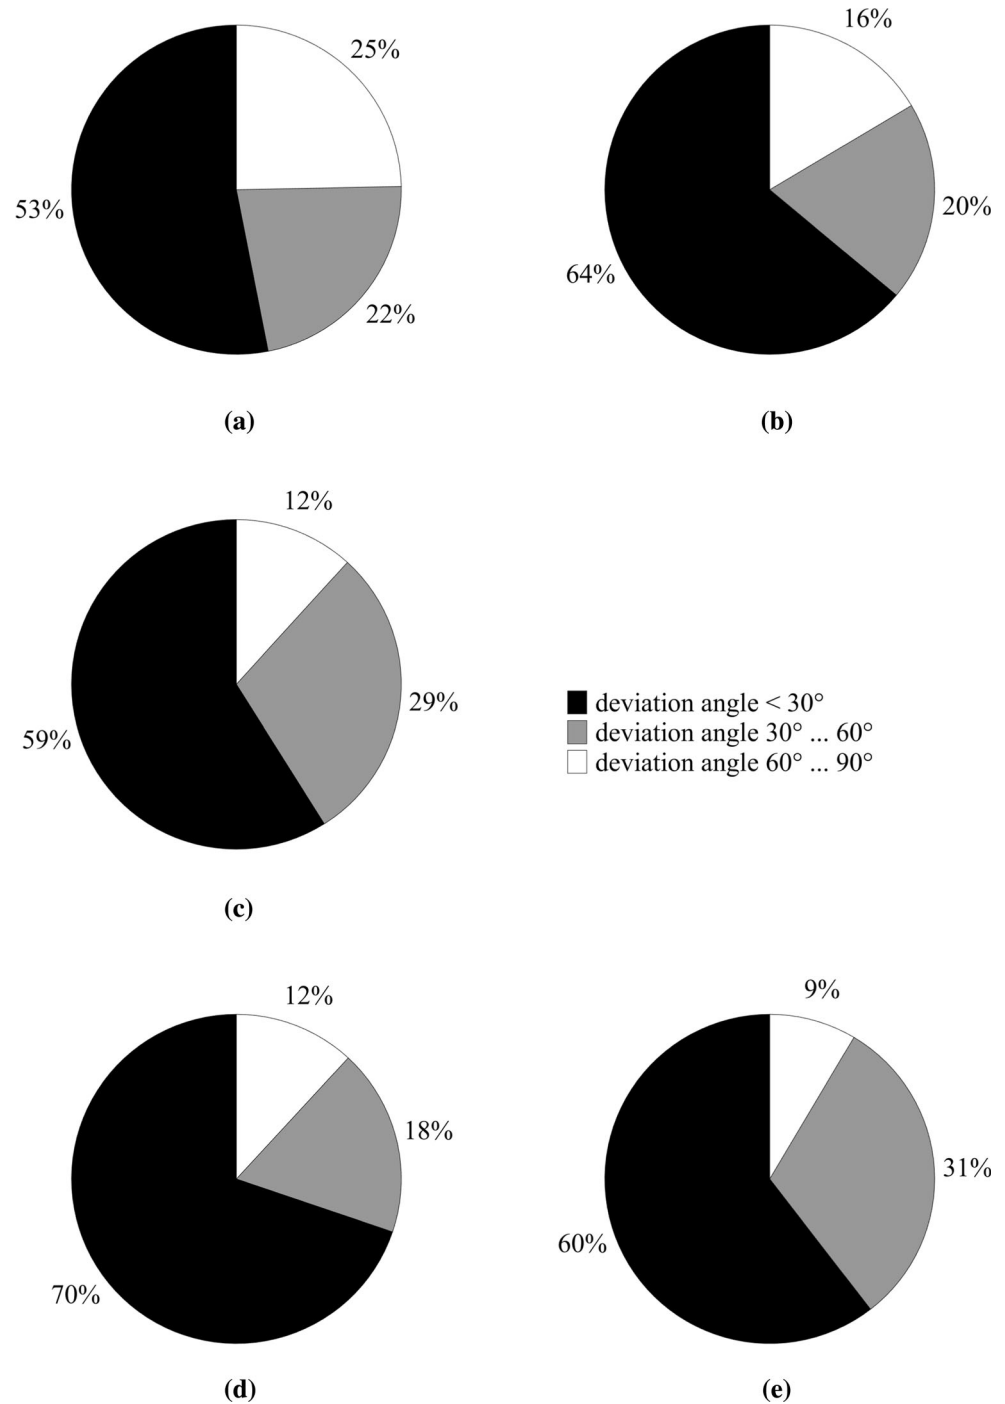 25%
53%
22%
(a)
16%
20%
64%
(b)
12%
29%
59%
(c)
deviation angle < 30°
deviation angle 30° ... 60°
deviation angle 60° ... 90°
12%
18%
70%
(d)
9%
31%
60%
(e)